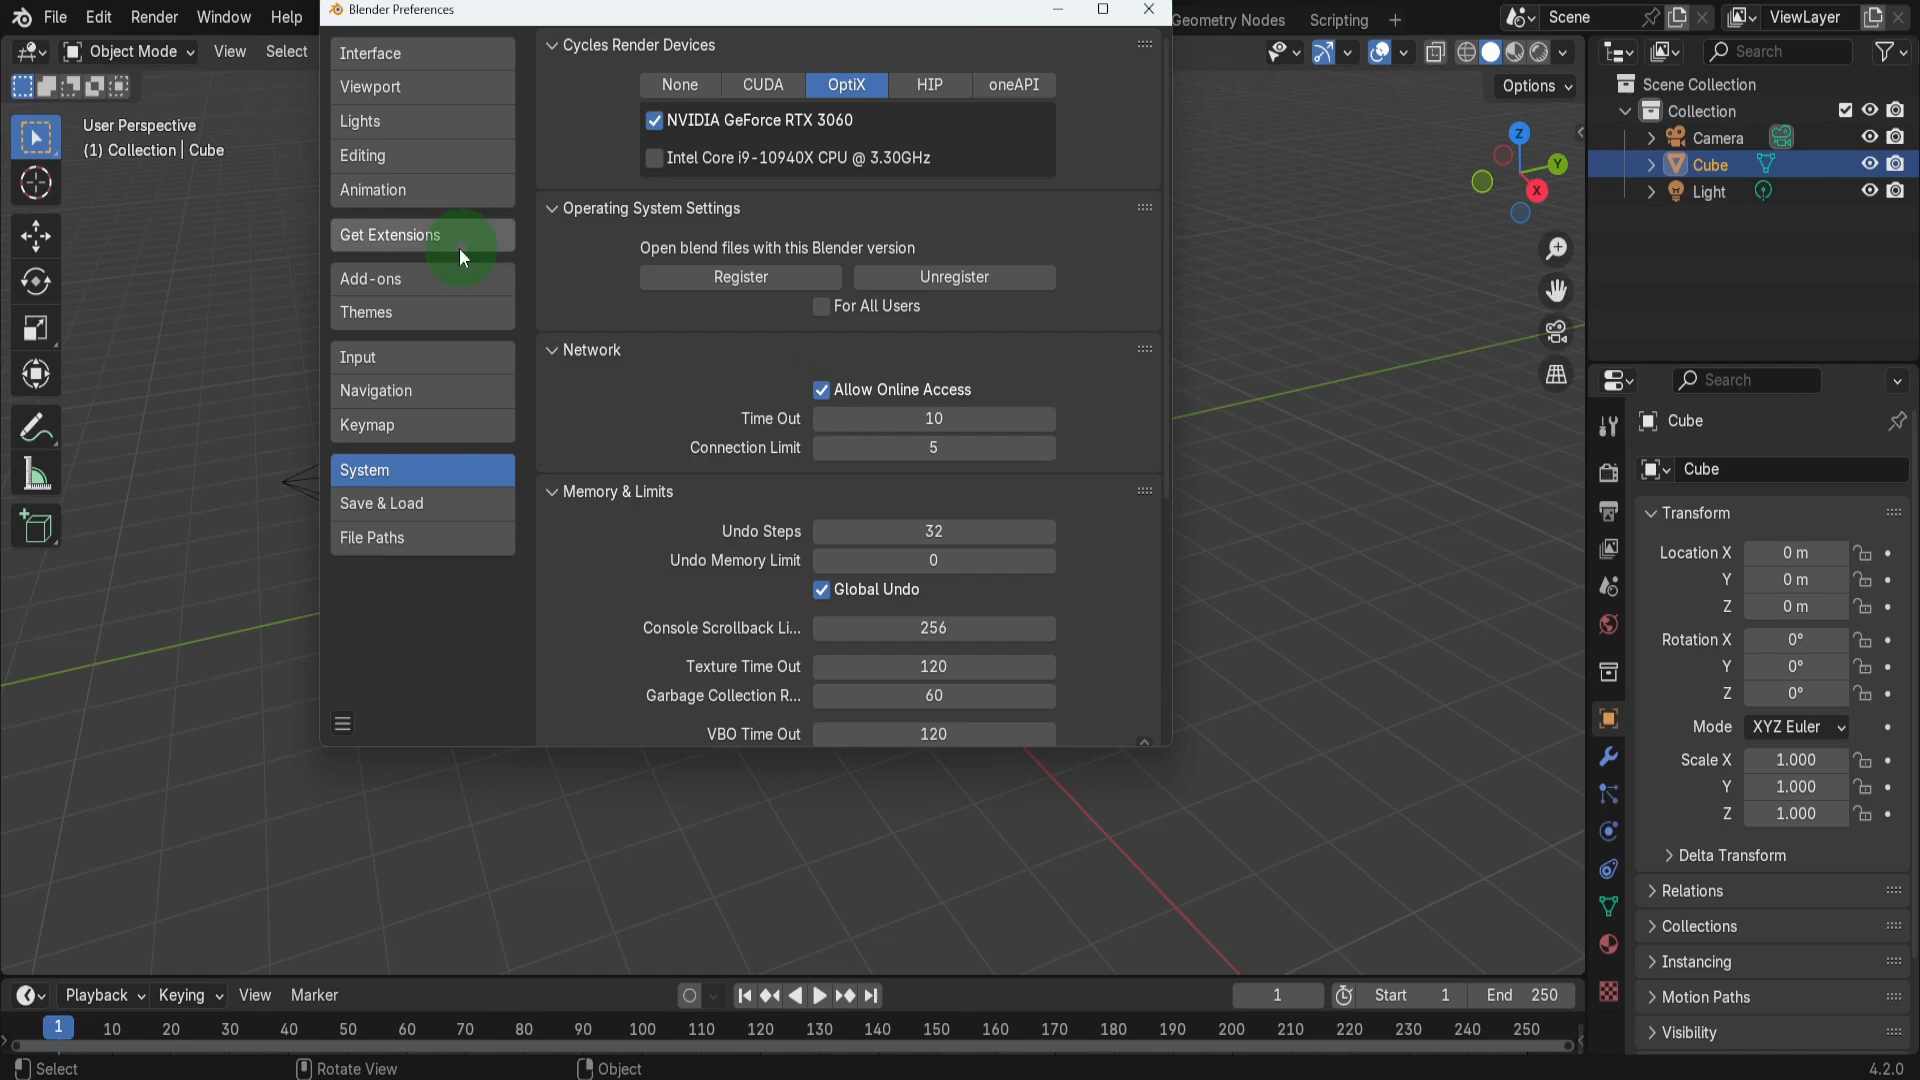 File Edit Render Window Help
Blender Preferences
Geometry Nodes Scripting +
Scene
ViewLayer
Object Mode View Select
Search
Options
User Perspective
(1) Collection | Cube
Interface
Viewport
Lights
Editing
Animation
Get Extensions
Add-ons
Themes
Input
Navigation
Keymap
System
Save & Load
File Paths
Cycles Render Devices
None CUDA OptiX HIP oneAPI
NVIDIA GeForce RTX 3060
Intel Core i9-10940X CPU @ 3.30GHz
Operating System Settings
Open blend files with this Blender version
Register Unregister
For All Users
Network
Allow Online Access
Time Out 10
Connection Limit 5
Memory & Limits
Undo Steps 32
Undo Memory Limit 0
Global Undo
Console Scrollback Li... 256
Texture Time Out 120
Garbage Collection R... 60
VBO Time Out 120
Z
Y
X
Scene Collection
Collection
Camera
Cube
Light
Search
Cube
Cube
Transform
Location X 0 m
Y 0 m
Z 0 m
Rotation X 0°
Y 0°
Z 0°
Mode XYZ Euler
Scale X 1.000
Y 1.000
Z 1.000
Delta Transform
Relations
Collections
Instancing
Motion Paths
Visibility
Playback Keying View Marker
1 Start 1 End 250
1 10 20 30 40 50 60 70 80 90 100 110 120 130 140 150 160 170 180 190 200 210 220 230 240 250
Select Rotate View Object 4.2.0